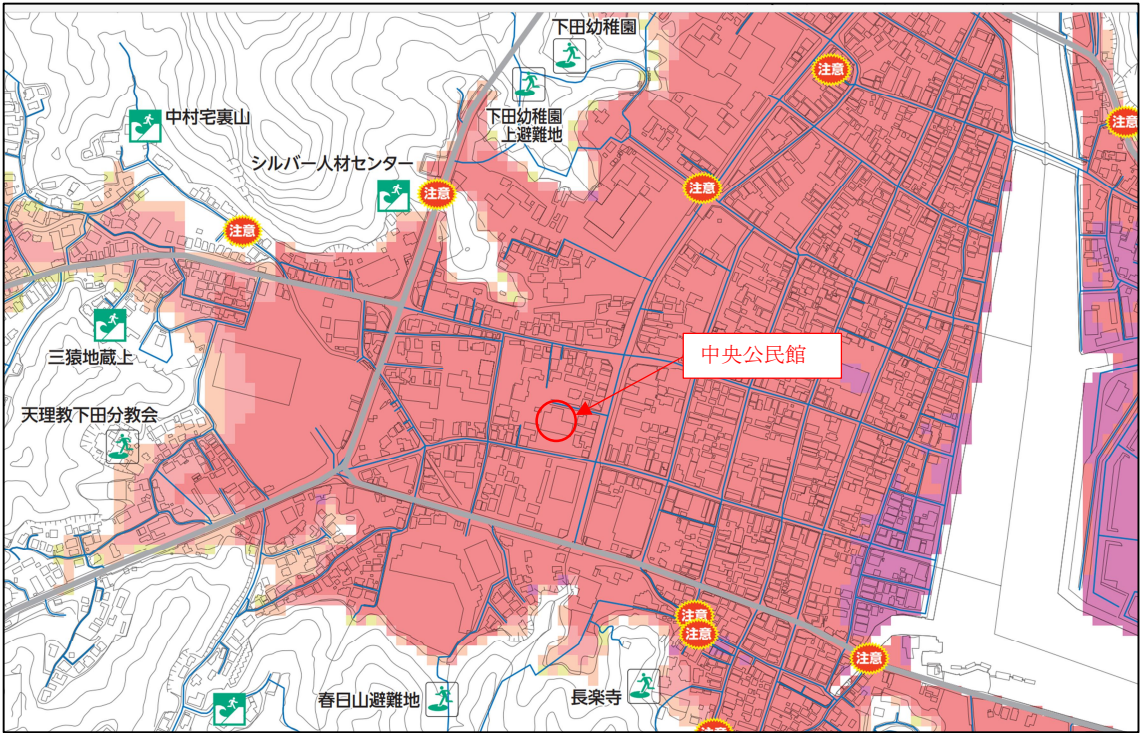 下田幼稚園
注意
注意
中村宅裏山
下田幼稚園
上避難地
シルバー人材センター
注意
注意
注意
中央公民館
三猿地蔵上
天理教下田分教会
注意
注意
注意
春日山避難地
長楽寺
注意